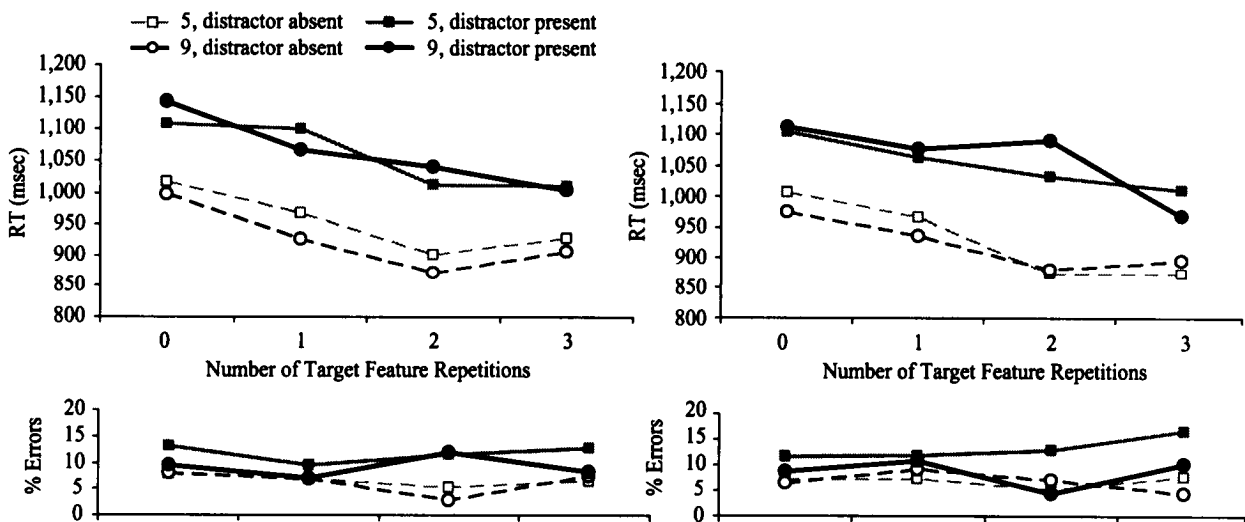 5, distractor absent 5, distractor present
9, distractor absent 9, distractor present
RT (msec)
1,200
1,150
1,100
1,050
1,000
950
900
850
800
0 1 2 3
Number of Target Feature Repetitions
RT (msec)
1,200
1,150
1,100
1,050
1,000
950
900
850
800
0 1 2 3
Number of Target Feature Repetitions
% Errors
20
15
10
5
0
% Errors
20
15
10
5
0